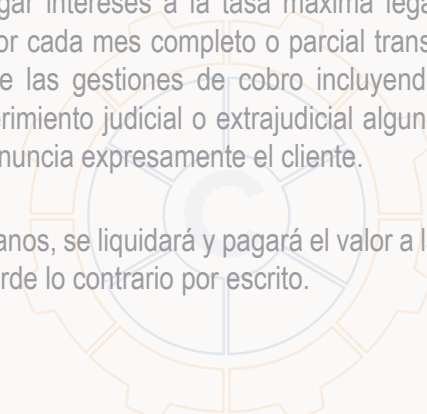 gar intereses a la tasa máxima lega
or cada mes completo o parcial trans
e las gestiones de cobro incluyend
erimiento judicial o extrajudicial algun
nuncia expresamente el cliente.
anos, se liquidará y pagará el valor a l
rde lo contrario por escrito.